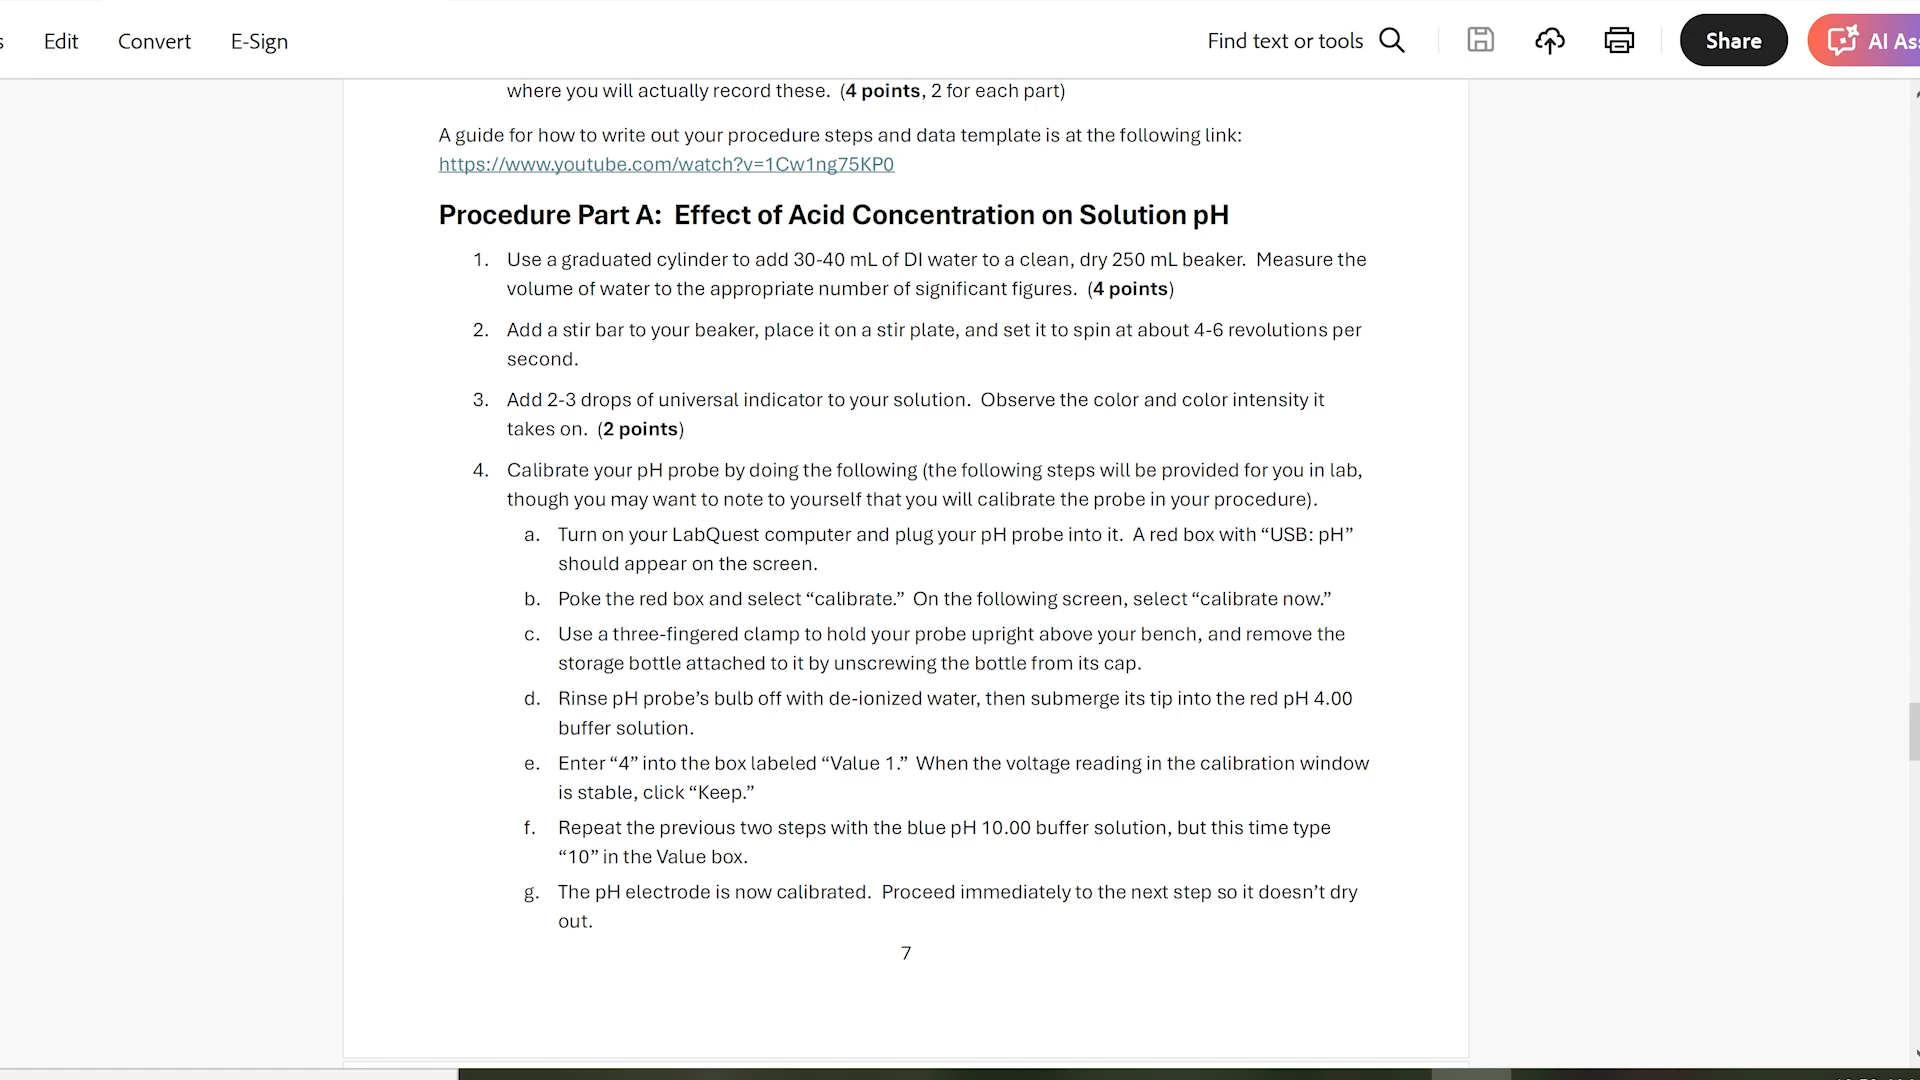 Edit Convert E-Sign Find text or tools Share AI
where you will actually record these. (4 points, 2 for each part)
A guide for how to write out your procedure steps and data template is at the following link:
https://www.youtube.com/watch?v=1Cw1ng75KP0
Procedure Part A: Effect of Acid Concentration on Solution pH
1. Use a graduated cylinder to add 30-40 mL of DI water to a clean, dry 250 mL beaker. Measure the
volume of water to the appropriate number of significant figures. (4 points)
2. Add a stir bar to your beaker, place it on a stir plate, and set it to spin at about 4-6 revolutions per
second.
3. Add 2-3 drops of universal indicator to your solution. Observe the color and color intensity it
takes on. (2 points)
4. Calibrate your pH probe by doing the following (the following steps will be provided for you in lab,
though you may want to note to yourself that you will calibrate the probe in your procedure).
a. Turn on your LabQuest computer and plug your pH probe into it. A red box with “USB: pH”
should appear on the screen.
b. Poke the red box and select “calibrate.” On the following screen, select “calibrate now.”
c. Use a three-fingered clamp to hold your probe upright above your bench, and remove the
storage bottle attached to it by unscrewing the bottle from its cap.
d. Rinse pH probe’s bulb off with de-ionized water, then submerge its tip into the red pH 4.00
buffer solution.
e. Enter “4” into the box labeled “Value 1.” When the voltage reading in the calibration window
is stable, click “Keep.”
f. Repeat the previous two steps with the blue pH 10.00 buffer solution, but this time type
“10” in the Value box.
g. The pH electrode is now calibrated. Proceed immediately to the next step so it doesn’t dry
out.
7